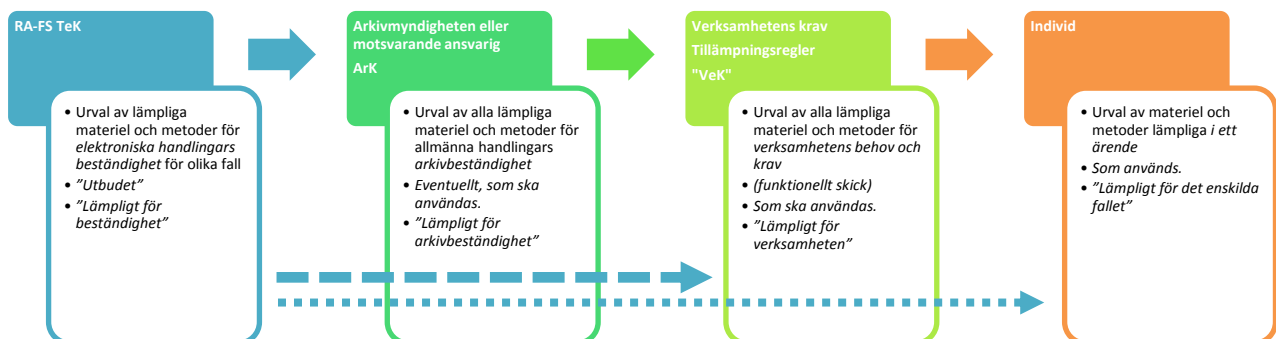 RA-FS TeK
Arkivmyndigheten eller
motsvarande ansvarig
ArK
Verksamhetens krav
Tillämpningsregler
"VeK"
Individ
• Urval av lämpliga
materiel och metoder för
elektroniska handlingars
beständighet för olika fall
• ”Utbudet”
• ”Lämpligt för
beständighet”
• Urval av alla lämpliga
materiel och metoder för
allmänna handlingars
arkivbeständighet
• Eventuellt, som ska
användas.
• ”Lämpligt för
arkivbeständighet”
• Urval av alla lämpliga
materiel och metoder för
verksamhetens behov och
krav
• (funktionellt skick)
• Som ska användas.
• ”Lämpligt för
verksamheten”
• Urval av materiel och
metoder lämpliga i ett
ärende
• Som används.
• ”Lämpligt för det enskilda
fallet”